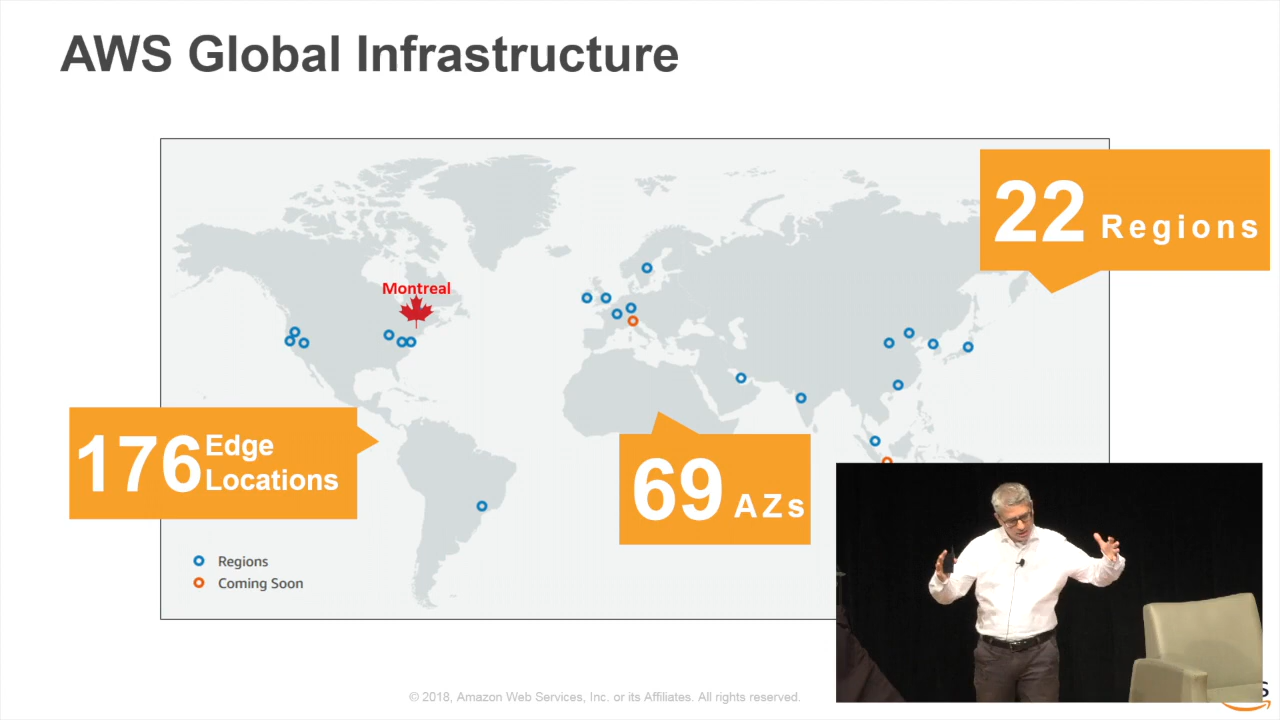 AWS Global Infrastructure
22 Regions
Montreal
176 Edge
Locations
69 AZs
Regions
Coming Soon
© 2018, Amazon Web Services, Inc. or its Affiliates. All rights reserved.